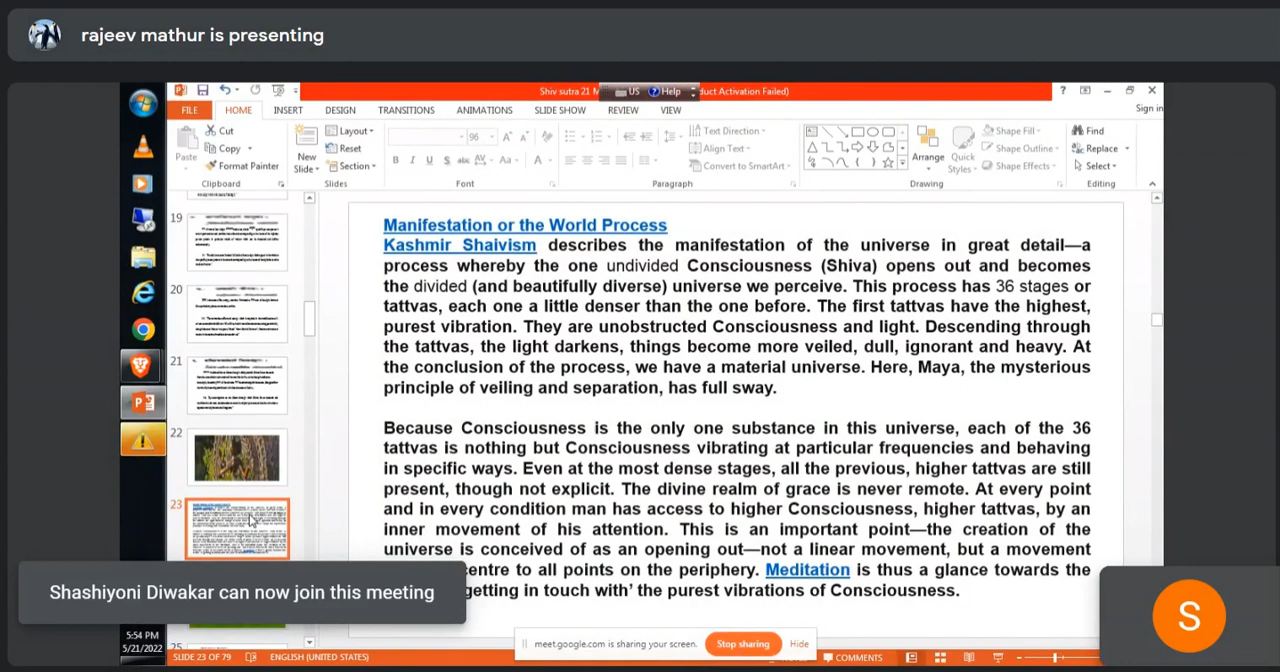 rajeev mathur is presenting
Shiv sutra 21 M US Help duct Activation Failed)
FILE HOME INSERT DESIGN TRANSITIONS ANIMATIONS SLIDE SHOW REVIEW VIEW Sign in
Cut
Copy
Format Painter
Paste
Clipboard
New
Slide
Layout
Reset
Section
Slides
96
B I U S abc AV Aa A
Font
Text Direction
Align Text
Convert to SmartArt
Paragraph
Arrange
Quick
Styles
Shape Fill
Shape Outline
Shape Effects
Drawing
Find
Replace
Select
Editing
19
20
21
22
23
25
Manifestation or the World Process
Kashmir Shaivism describes the manifestation of the universe in great detail—a
process whereby the one undivided Consciousness (Shiva) opens out and becomes
the divided (and beautifully diverse) universe we perceive. This process has 36 stages or
tattvas, each one a little denser than the one before. The first tattvas have the highest,
purest vibration. They are unobstructed Consciousness and light. Descending through
the tattvas, the light darkens, things become more veiled, dull, ignorant and heavy. At
the conclusion of the process, we have a material universe. Here, Maya, the mysterious
principle of veiling and separation, has full sway.
Because Consciousness is the only one substance in this universe, each of the 36
tattvas is nothing but Consciousness vibrating at particular frequencies and behaving
in specific ways. Even at the most dense stages, all the previous, higher tattvas are still
present, though not explicit. The divine realm of grace is never remote. At every point
and in every condition man has access to higher Consciousness, higher tattvas, by an
inner movement of his attention. This is an important point—the creation of the
universe is conceived of as an opening out—not a linear movement, but a movement
entre to all points on the periphery. Meditation is thus a glance towards the
getting in touch with' the purest vibrations of Consciousness.
Shashiyoni Diwakar can now join this meeting
S
meet.google.com is sharing your screen. Stop sharing Hide
5:54 PM
5/21/2022
SLIDE 23 OF 79 ENGLISH (UNITED STATES) COMMENTS